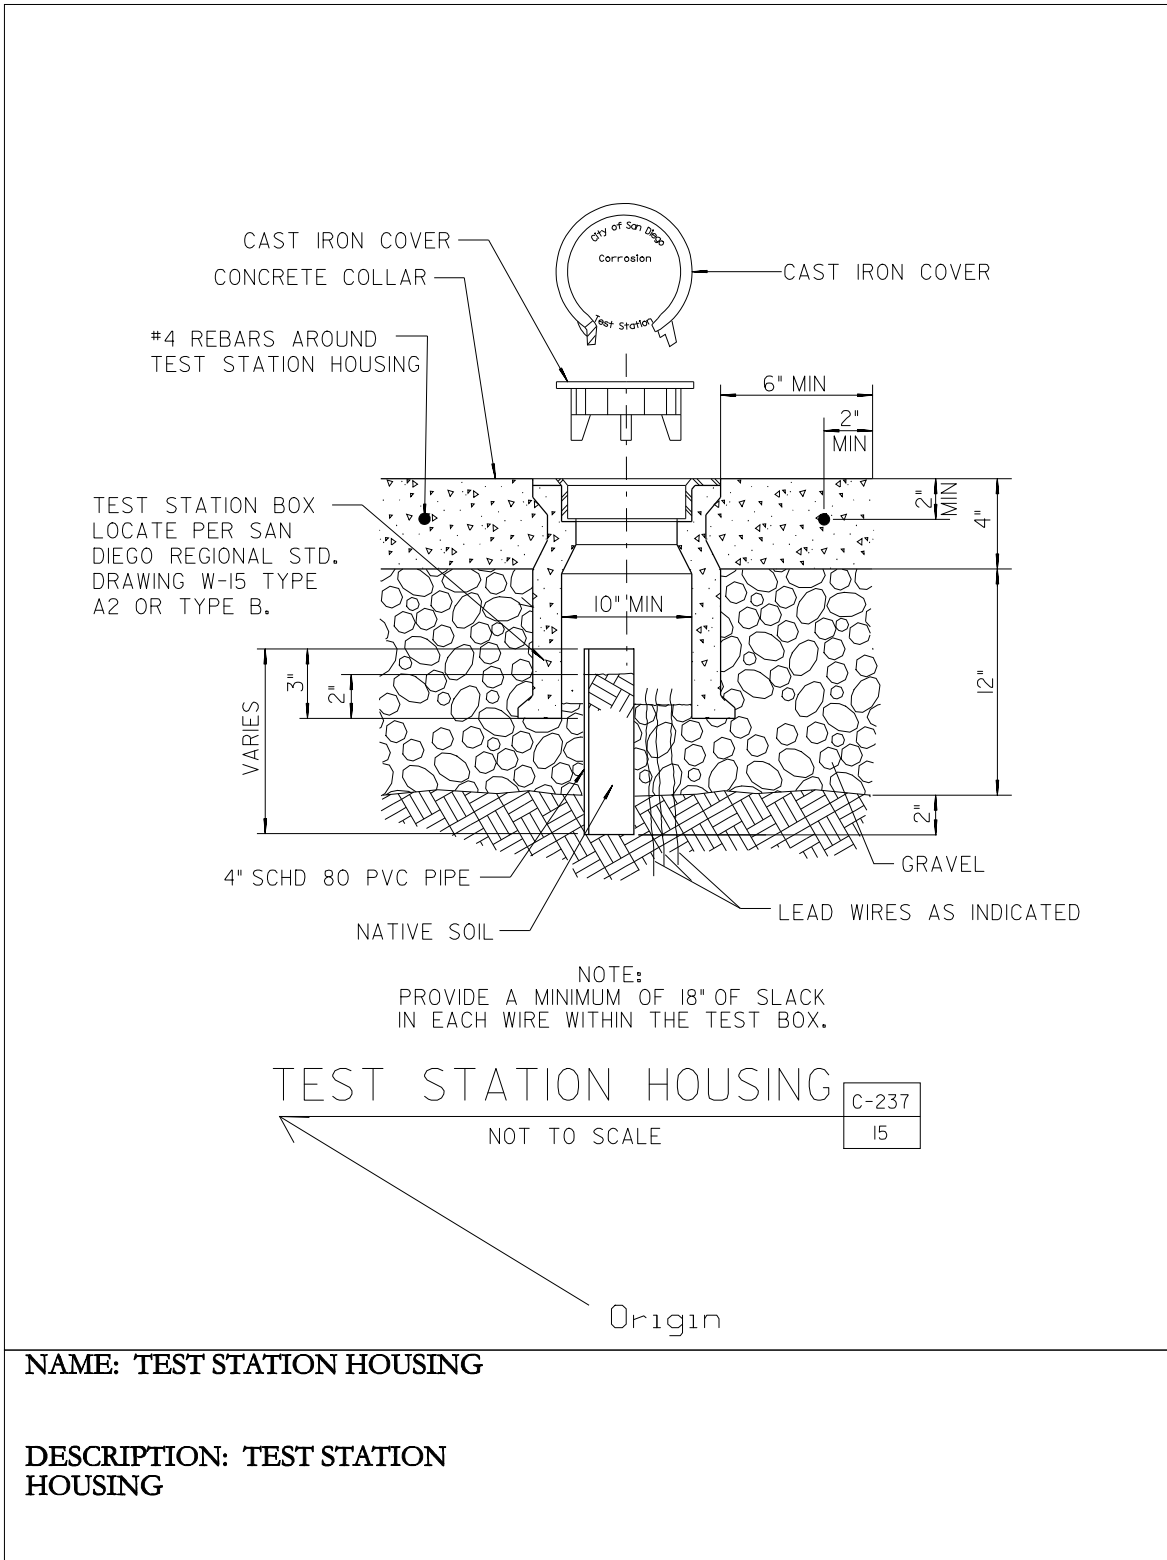 City of San Diego
Corrosion
Test Station
CAST IRON COVER
CAST IRON COVER
CONCRETE COLLAR
#4 REBARS AROUND
TEST STATION HOUSING
6" MIN
2"
MIN
TEST STATION BOX
LOCATE PER SAN
DIEGO REGIONAL STD.
DRAWING W-15 TYPE
A2 OR TYPE B.
2"
MIN
4"
10" MIN
3"
2"
VARIES
12"
2"
GRAVEL
4" SCHD 80 PVC PIPE
LEAD WIRES AS INDICATED
NATIVE SOIL
NOTE:
PROVIDE A MINIMUM OF 18" OF SLACK
IN EACH WIRE WITHIN THE TEST BOX.
TEST STATION HOUSING
C-237
15
NOT TO SCALE
Origin
NAME: TEST STATION HOUSING
DESCRIPTION: TEST STATION
HOUSING